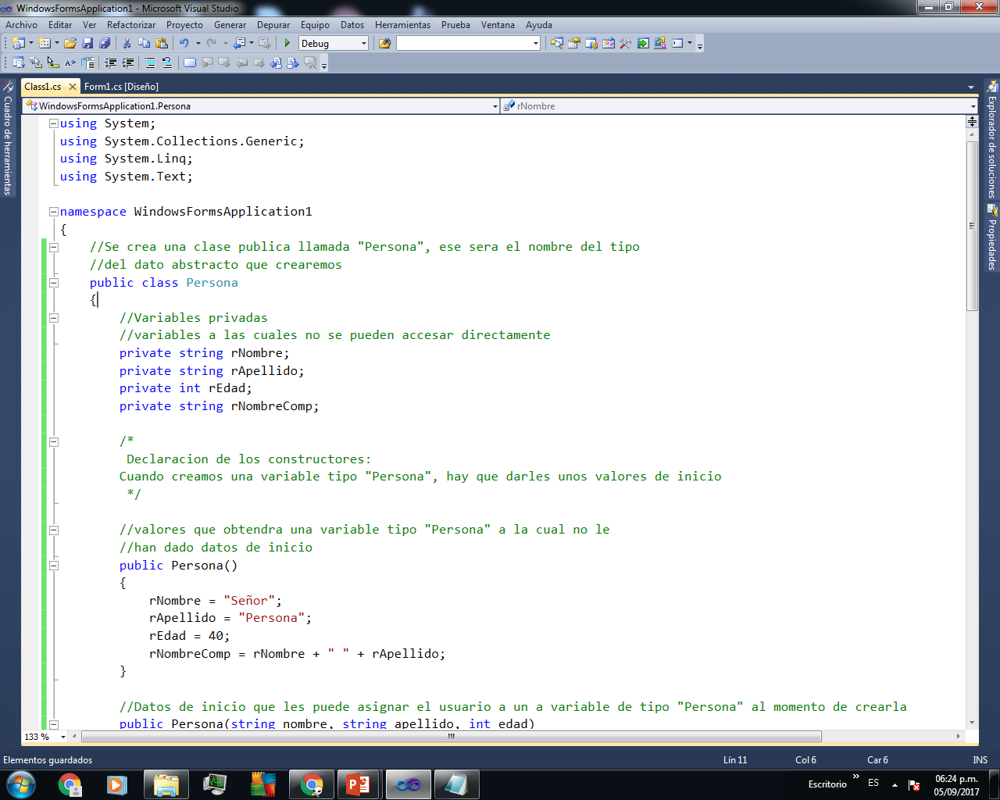 WindowsFormsApplication1 - Microsoft Visual Studio
Archivo Editar Ver Refactorizar Proyecto Generar Depurar Equipo Datos Herramientas Prueba Ventana Ayuda
Debug
Class1.cs Form1.cs [Diseño]
WindowsFormsApplication1.Persona rNombre
Cuadro de herramientas
Explorador de soluciones
Propiedades
using System;
using System.Collections.Generic;
using System.Linq;
using System.Text;
namespace WindowsFormsApplication1
{
//Se crea una clase publica llamada "Persona", ese sera el nombre del tipo
//del dato abstracto que crearemos
public class Persona
{
//Variables privadas
//variables a las cuales no se pueden accesar directamente
private string rNombre;
private string rApellido;
private int rEdad;
private string rNombreComp;
/*
Declaracion de los constructores:
Cuando creamos una variable tipo "Persona", hay que darles unos valores de inicio
*/
//valores que obtendra una variable tipo "Persona" a la cual no le
//han dado datos de inicio
public Persona()
{
rNombre = "Señor";
rApellido = "Persona";
rEdad = 40;
rNombreComp = rNombre + " " + rApellido;
}
//Datos de inicio que les puede asignar el usuario a un a variable de tipo "Persona" al momento de crearla
public Persona(string nombre, string apellido, int edad)
133 %
Elementos guardados Lín 11 Col 6 Car 6 INS
Escritorio ES 06:24 p.m.
05/09/2017